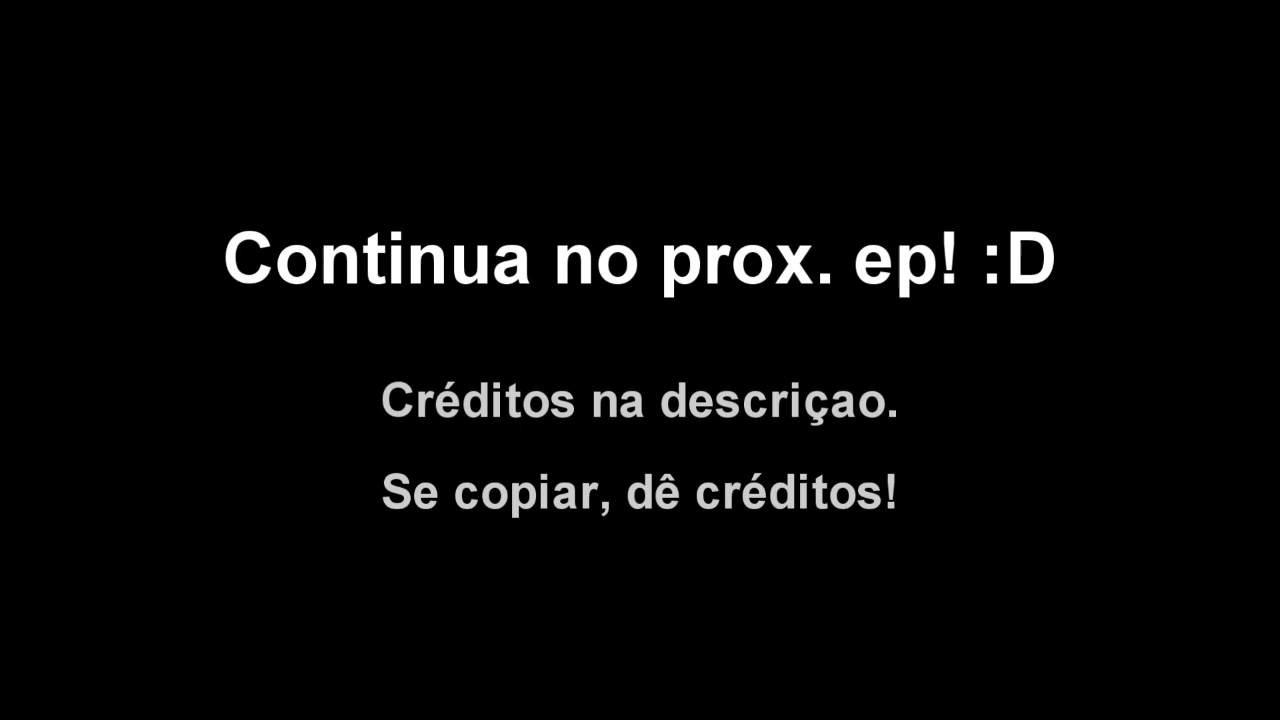 Continua no prox. ep! :D
Créditos na descriçao.
Se copiar, dê créditos!